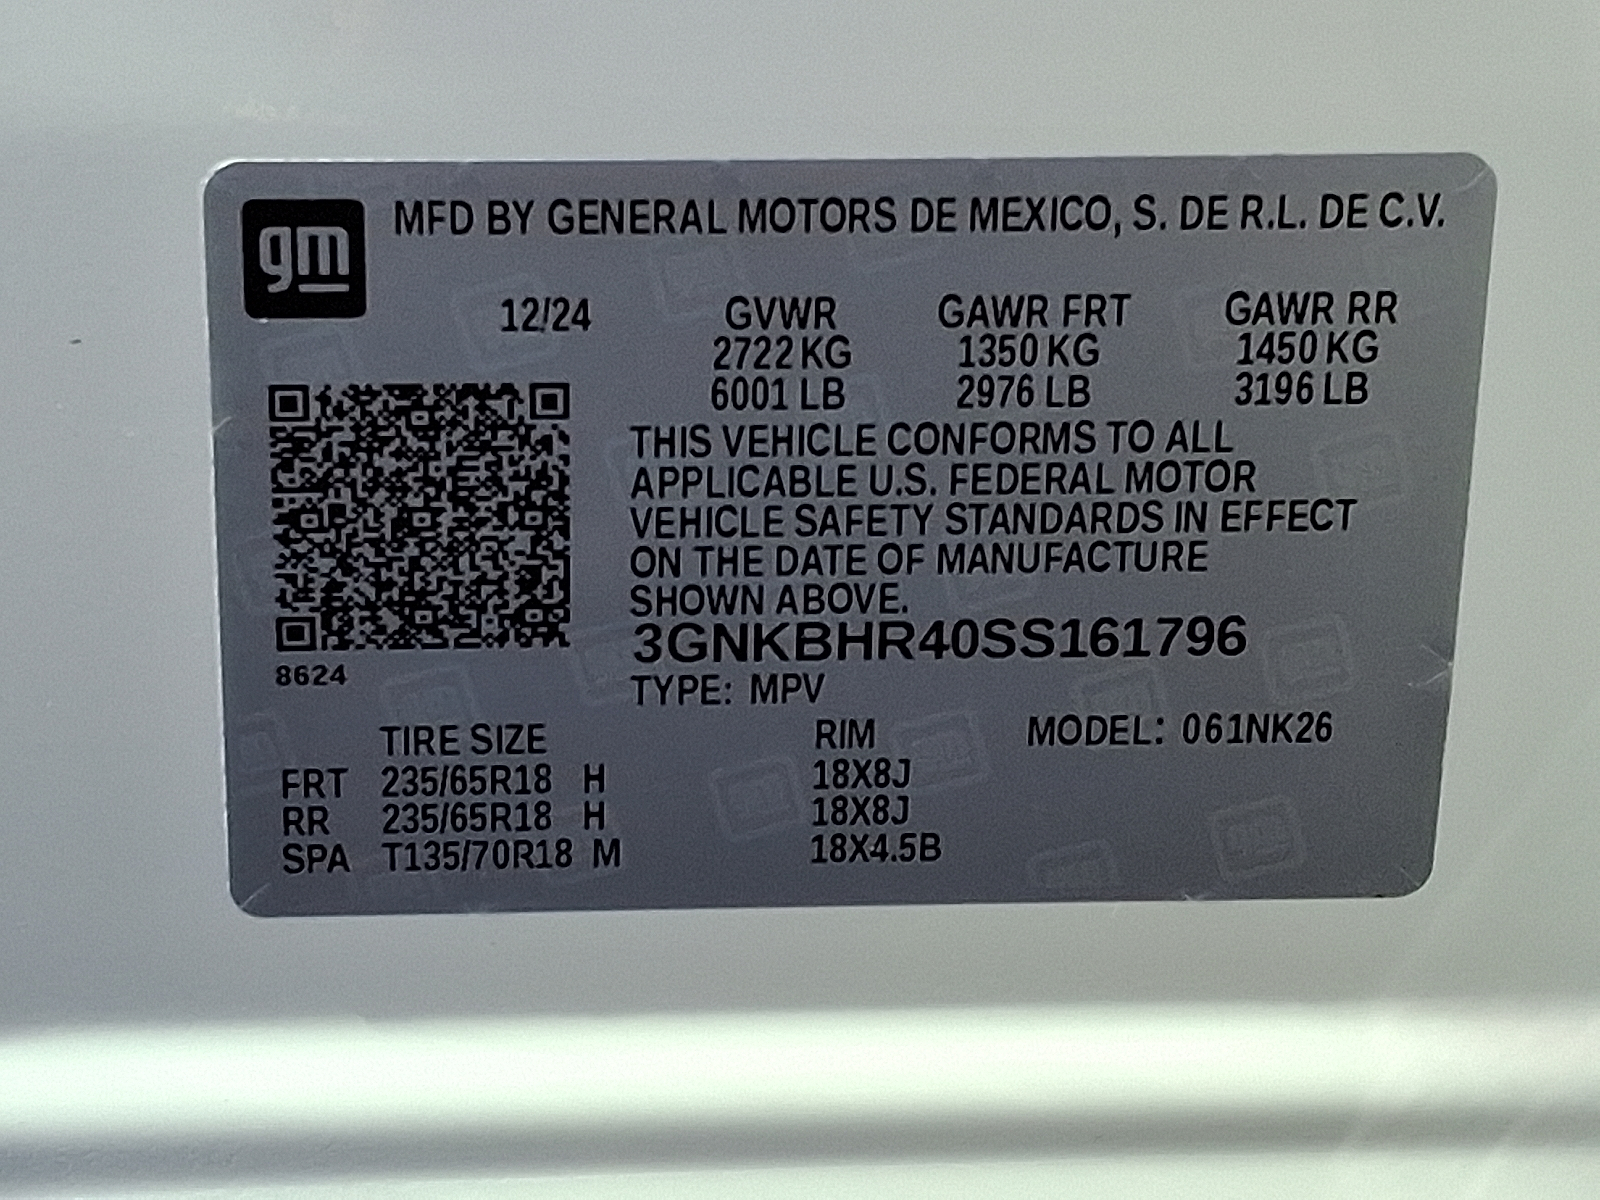 gm
MFD BY GENERAL MOTORS DE MEXICO, S. DE R.L. DE C.V.
12/24 GVWR GAWR FRT GAWR RR
2722 KG 1350 KG 1450 KG
6001 LB 2976 LB 3196 LB
THIS VEHICLE CONFORMS TO ALL
APPLICABLE U.S. FEDERAL MOTOR
VEHICLE SAFETY STANDARDS IN EFFECT
ON THE DATE OF MANUFACTURE
SHOWN ABOVE.
3GNKBHR40SS161796
8624
TYPE: MPV
TIRE SIZE RIM MODEL: 061NK26
FRT 235/65R18 H 18X8J
RR 235/65R18 H 18X8J
SPA T135/70R18 M 18X4.5B